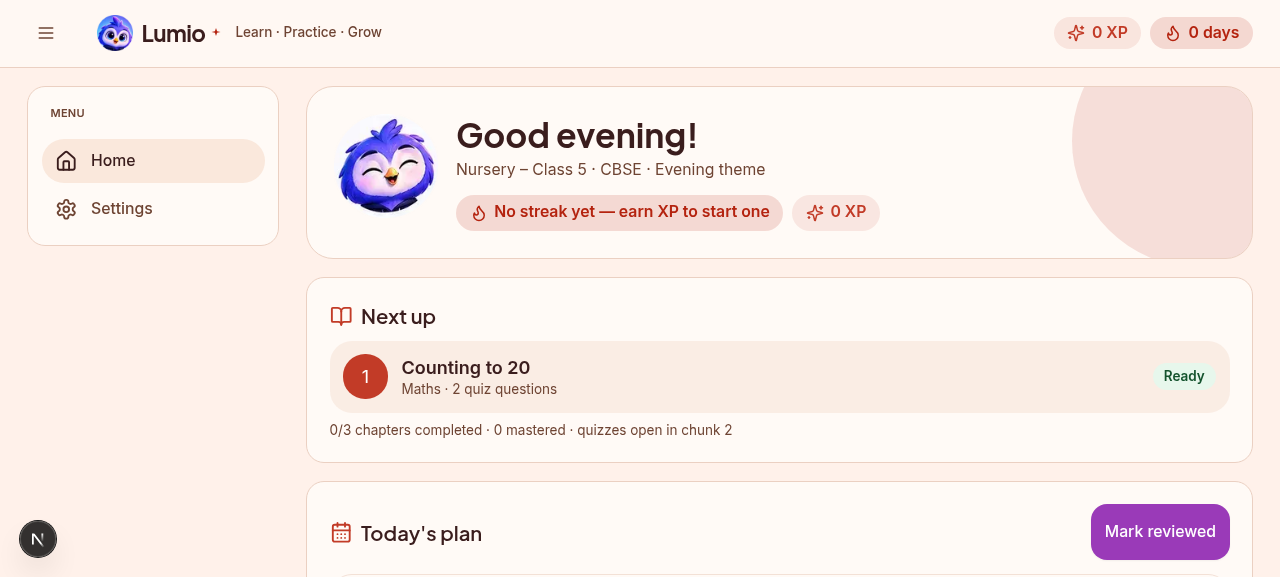 Lumio
Learn · Practice · Grow
0 XP
0 days
MENU
Home
Settings
Good evening!
Nursery – Class 5 · CBSE · Evening theme
No streak yet — earn XP to start one
0 XP
Next up
1
Counting to 20
Maths · 2 quiz questions
Ready
0/3 chapters completed · 0 mastered · quizzes open in chunk 2
Today's plan
Mark reviewed
N